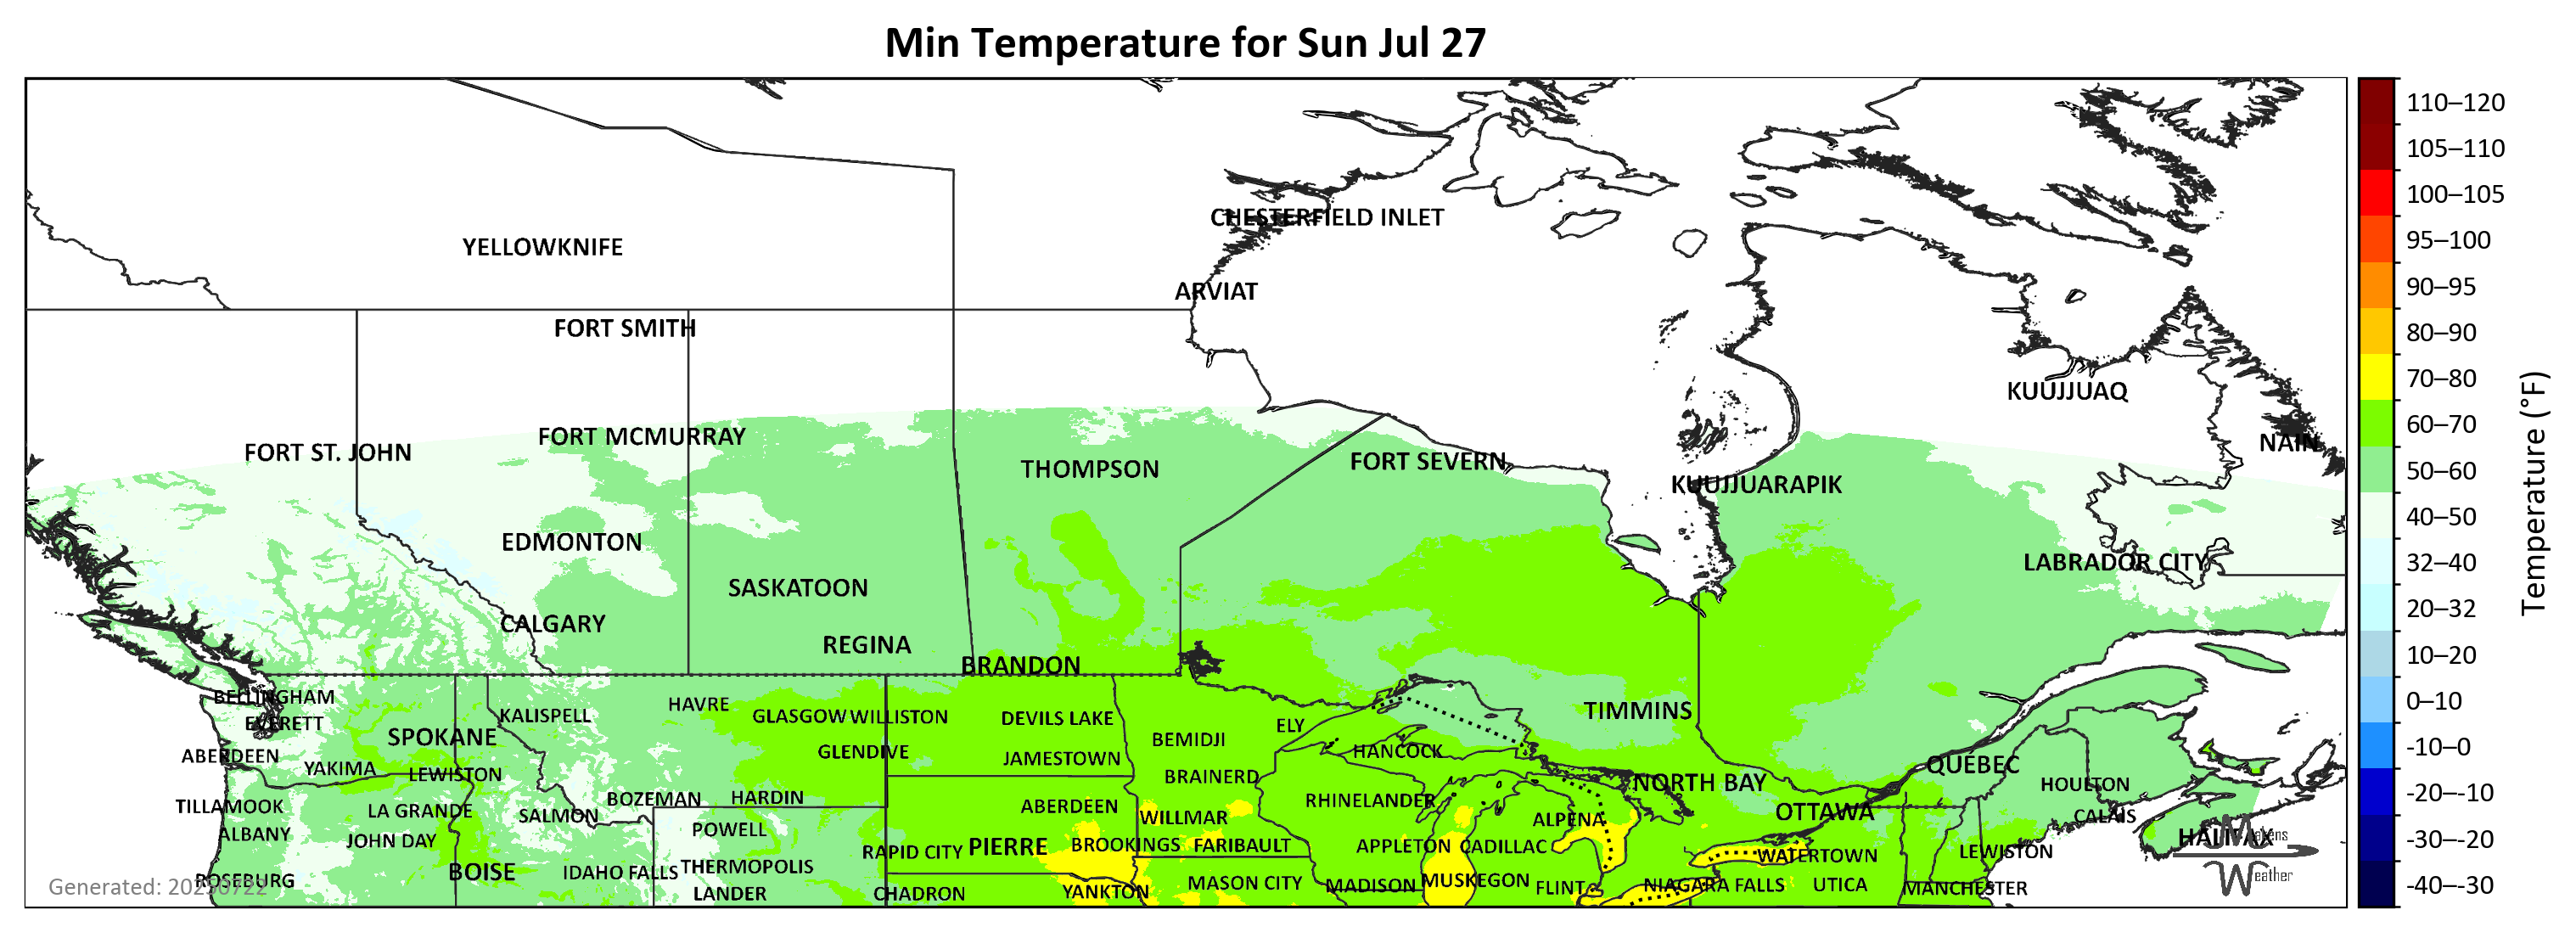 Min Temperature for Sun Jul 27
110–120
105–110
100–105
95–100
90–95
80–90
70–80
60–70
50–60
40–50
32–40
20–32
10–20
0–10
-10–0
-20–-10
-30–-20
-40–-30
Temperature (°F)
CHESTERFIELD INLET
YELLOWKNIFE
ARVIAT
FORT SMITH
KUUJJUAQ
FORT MCMURRAY
NAIN
FORT ST. JOHN
FORT SEVERN
THOMPSON
KUUJJUARAPIK
EDMONTON
LABRADOR CITY
SASKATOON
CALGARY
REGINA
BRANDON
BELLINGHAM
HAVRE
TIMMINS
KALISPELL
GLASGOW
WILLISTON
DEVILS LAKE
EVERETT
ELY
SPOKANE
BEMIDJI
GLENDIVE
HANCOCK
ABERDEEN
JAMESTOWN
QUEBEC
YAKIMA
LEWISTON
BRAINERD
NORTH BAY
HOULTON
BOZEMAN
HARDIN
RHINELANDER
TILLAMOOK
ABERDEEN
LA GRANDE
OTTAWA
SALMON
WILLMAR
ALPENA
CALAIS
POWELL
ALBANY
HALIFAX
JOHN DAY
PIERRE
BROOKINGS
FARIBAULT
APPLETON
CADILLAC
RAPID CITY
LEWISTON
WATERTOWN
THERMOPOLIS
BOISE
IDAHO FALLS
ROSEBURG
MUSKEGON
MASON CITY
MADISON
NIAGARA FALLS
UTICA
FLINT
MANCHESTER
YANKTON
LANDER
CHADRON
Generated: 20250722
Weather